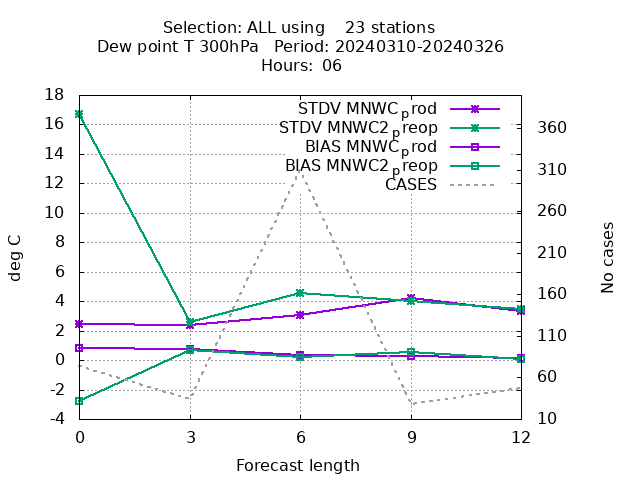 Selection: ALL using    23 stations
Dew point T 300hPa   Period: 20240310-20240326
Hours: 06
18
16
14
12
10
8
6
4
2
0
-2
-4
deg C
STDV MNWC_prod
STDV MNWC2_preop
BIAS MNWC_prod
BIAS MNWC2_preop
CASES
360
310
260
210
160
110
60
10
No cases
0 3 6 9 12
Forecast length